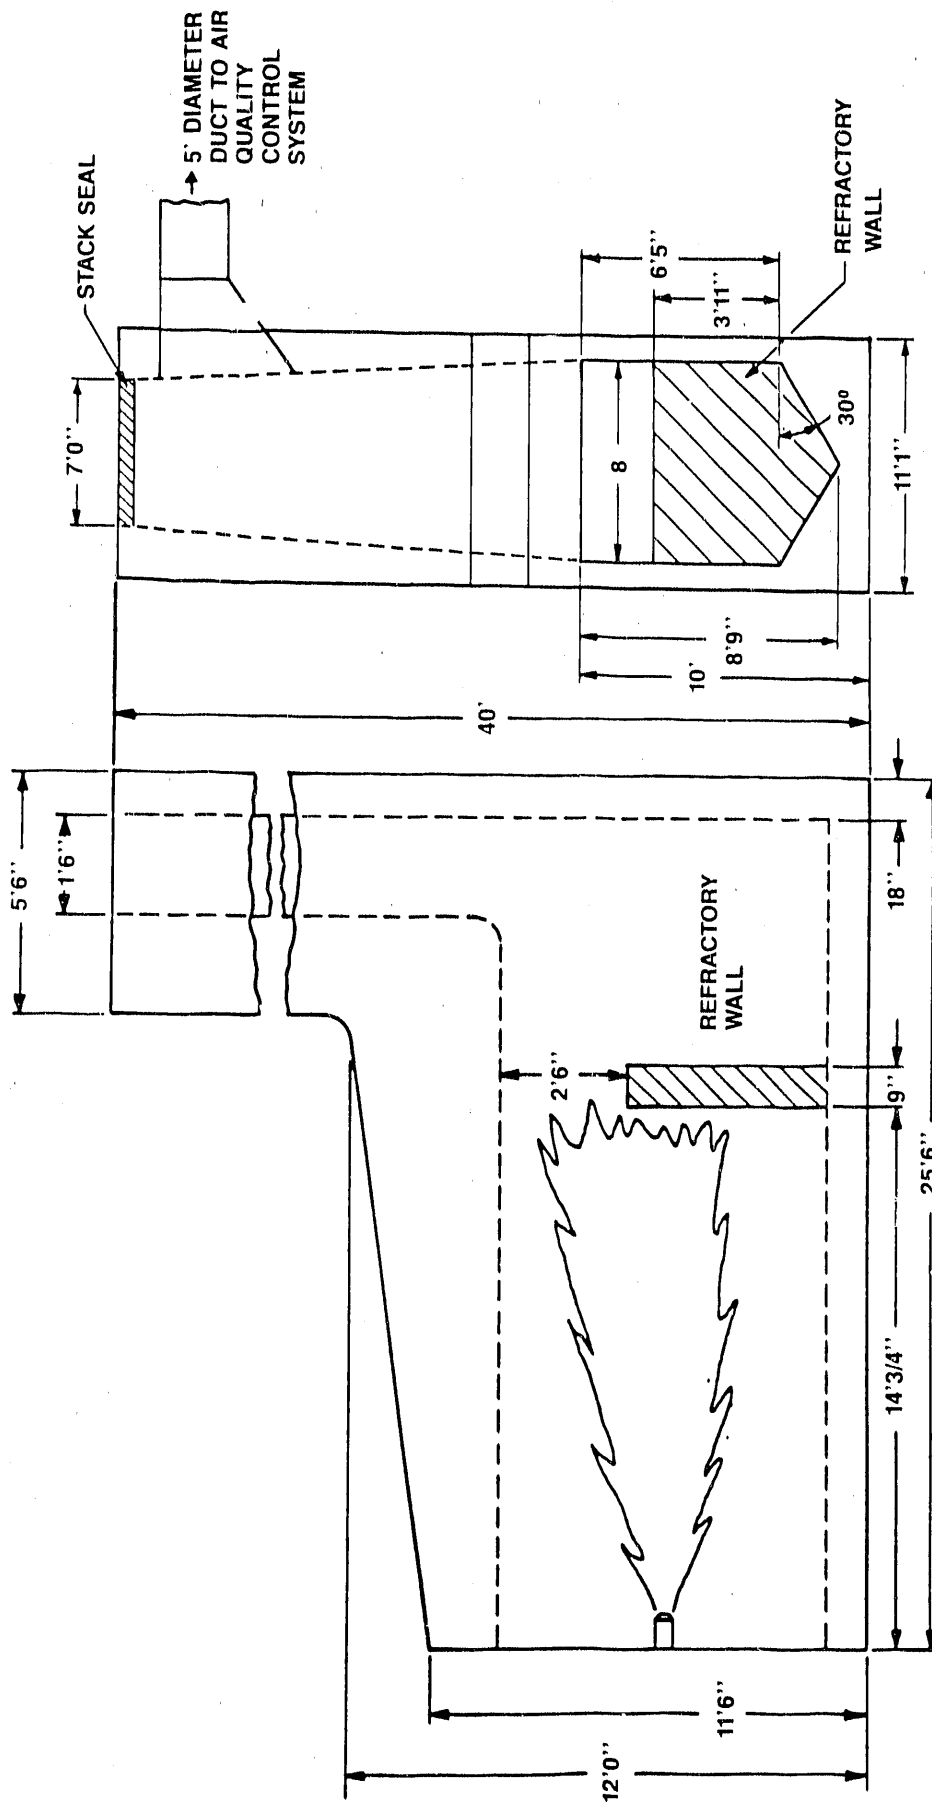 5' DIAMETER
DUCT TO AIR
QUALITY
CONTROL
SYSTEM
STACK SEAL
7'0"
6'5"
3'11"
REFRACTORY
WALL
8
30º
11'1"
8'9"
10'
40'
5'6"
1'6"
18"
REFRACTORY
WALL
2'6"
9"
25'6"
14'3/4"
11'6"
12'0"